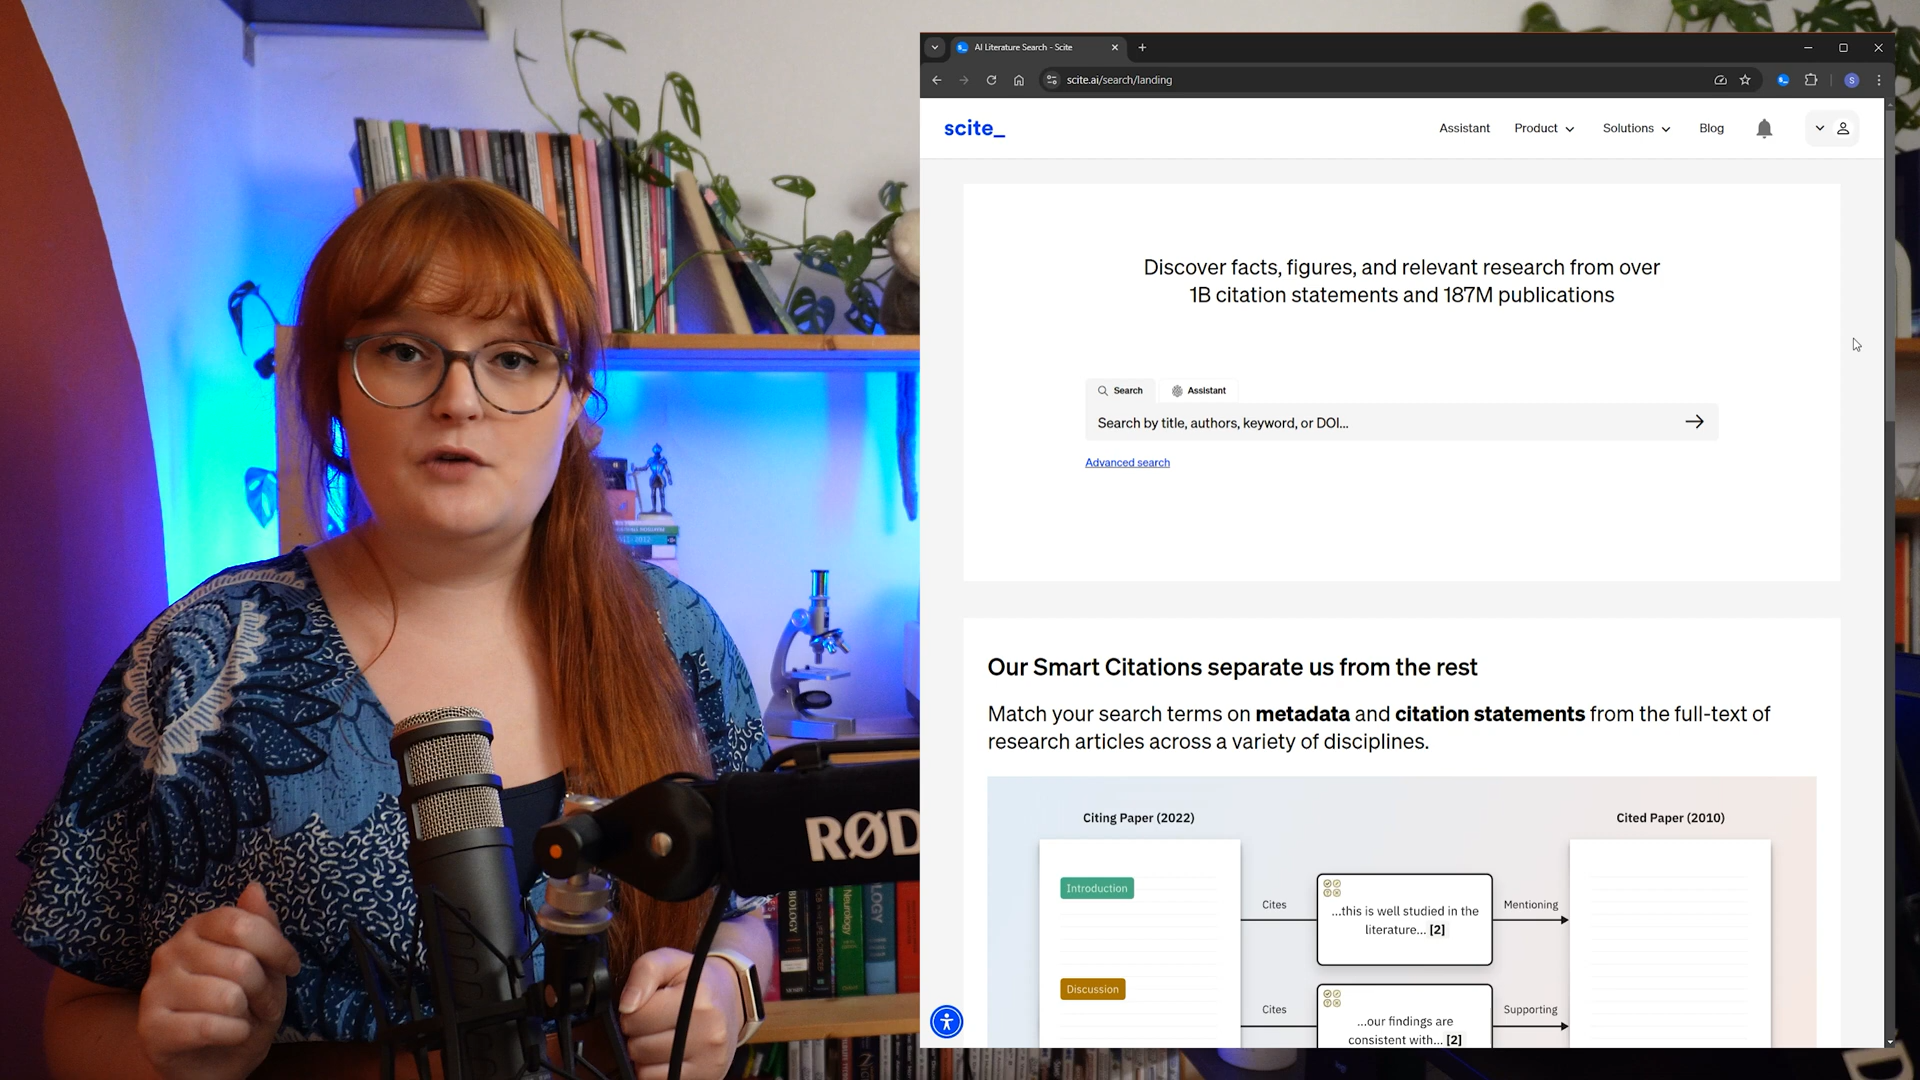 AI Literature Search - Scite
scite.ai/search/landing
S
scite_
Assistant
Product
Solutions
Blog
Discover facts, figures, and relevant research from over
1B citation statements and 187M publications
Search
Assistant
Search by title, authors, keyword, or DOI...
Advanced search
Our Smart Citations separate us from the rest
Match your search terms on metadata and citation statements from the full-text of
research articles across a variety of disciplines.
Citing Paper (2022)
Cited Paper (2010)
Introduction
Cites
...this is well studied in the
literature... [2]
Mentioning
Discussion
Cites
...our findings are
consistent with... [2]
Supporting
RØD
Neurology